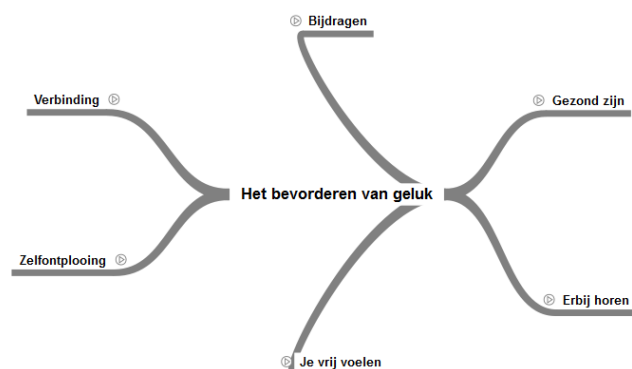 Bijdragen
Verbinding
Gezond zijn
Het bevorderen van geluk
Zelfontplooing
Erbij horen
Je vrij voelen